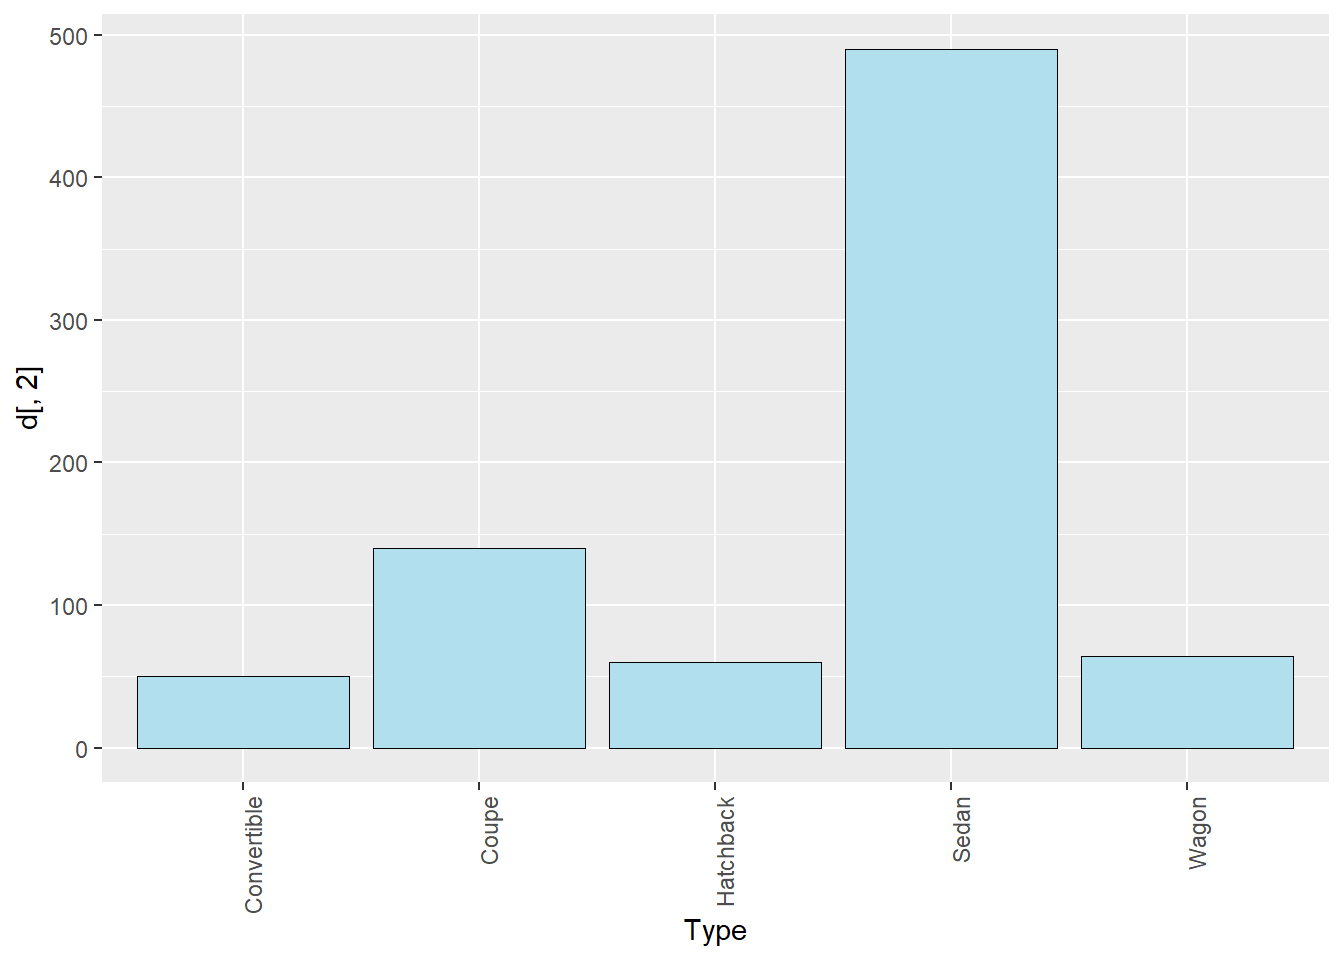 500
400
300
200
100
0
d[, 2]
Convertible
Coupe
Hatchback
Sedan
Wagon
Type